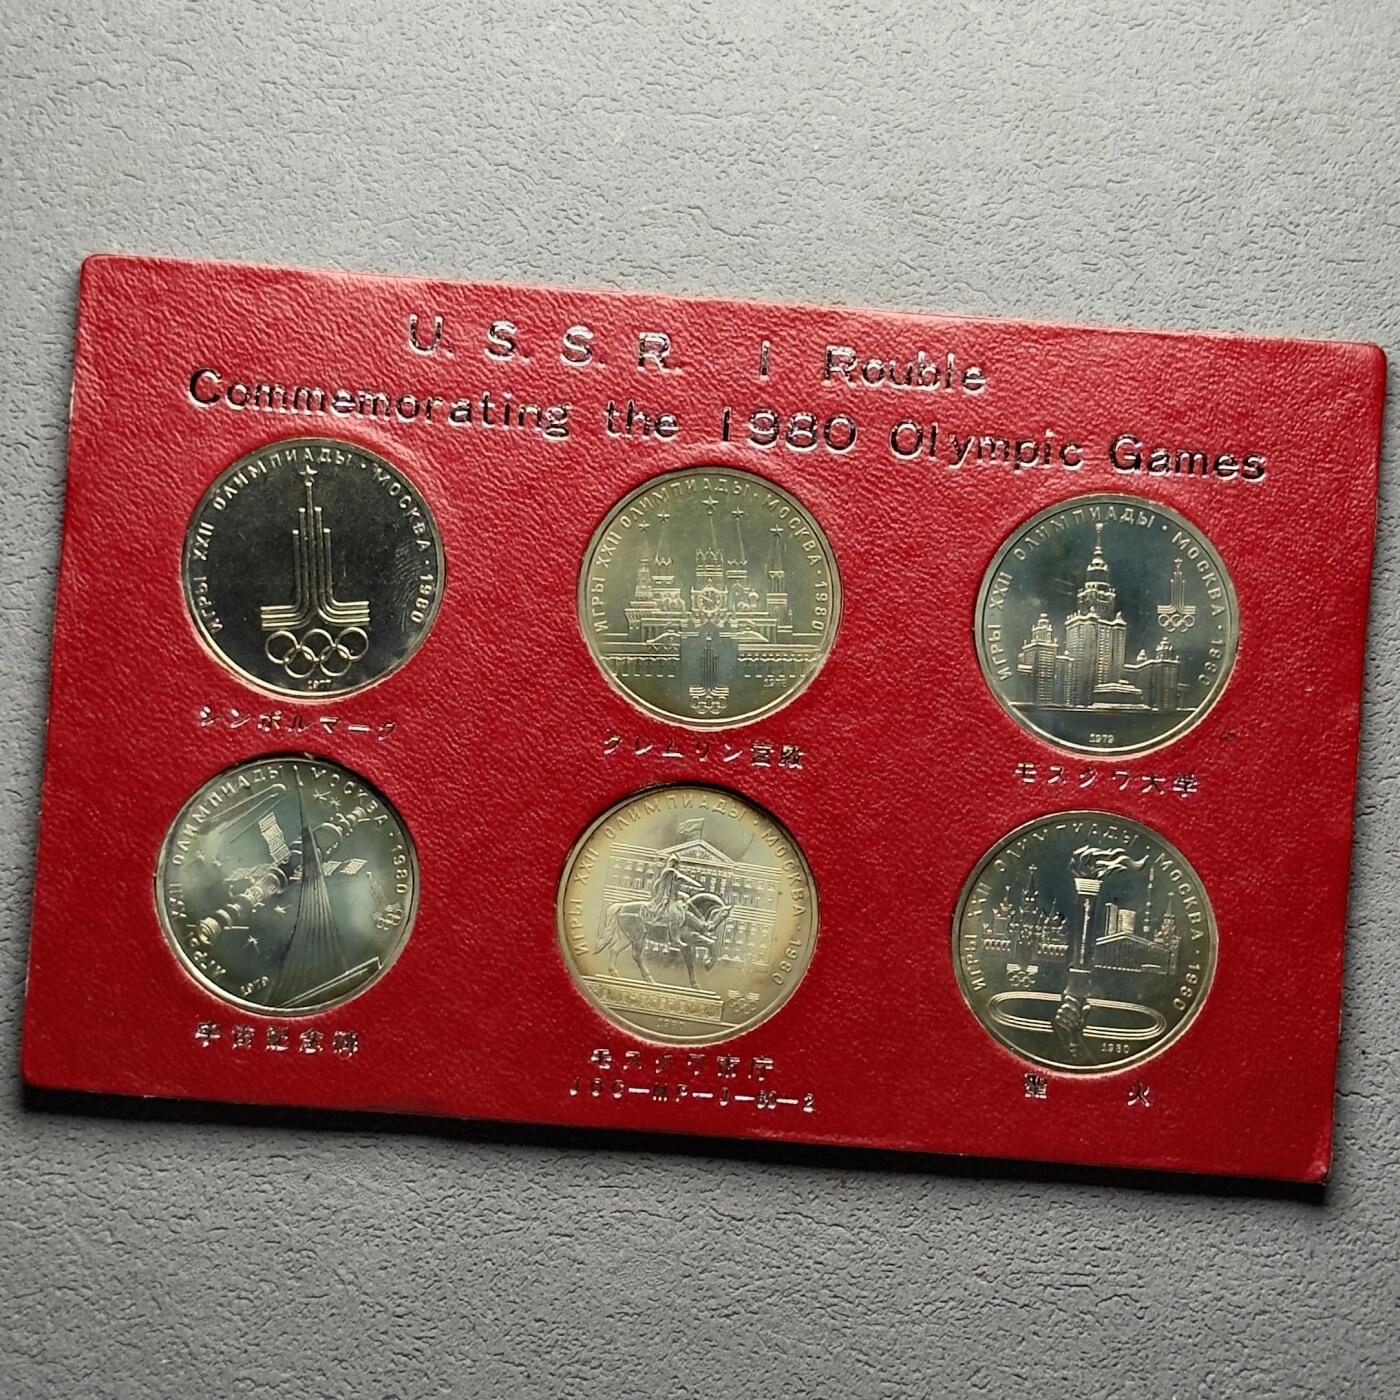 U. S. S. R. 1 Rouble
Commemorating the 1980 Olympic Games
ИГРЫ XXII ОЛИМПИАДЫ · МОСКВА · 1980
1977
シンボルマーク
ИГРЫ XXII ОЛИМПИАДЫ · МОСКВА · 1980
1978
クレムリン宮殿
ИГРЫ XXII ОЛИМПИАДЫ · МОСКВА · 1980
1979
モスクワ大学
ИГРЫ XXII ОЛИМПИАДЫ МОСКВА · 1980
1979
宇宙記念碑
ИГРЫ XXII ОЛИМПИАДЫ · МОСКВА · 1980
1980
モスクワ市庁
ИГРЫ XXII ОЛИМПИАДЫ МОСКВА · 1980
1980
聖火